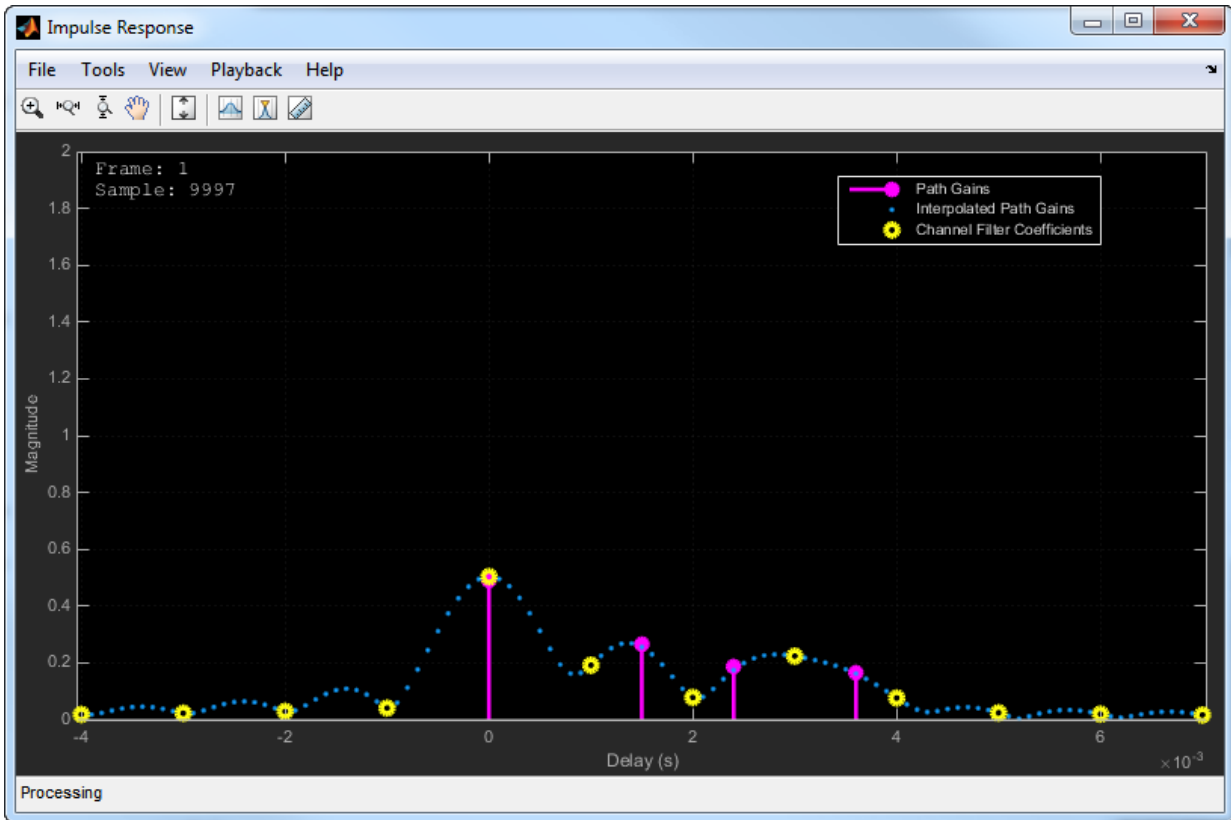 Impulse Response
File Tools View Playback Help
Frame: 1
Sample: 9997
Path Gains
Interpolated Path Gains
Channel Filter Coefficients
2
1.8
1.6
1.4
1.2
1
0.8
0.6
0.4
0.2
0
Magnitude
-4 -2 0 2 4 6
Delay (s)
×10⁻³
Processing